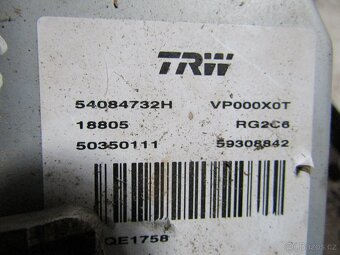 TRW
54084732H VP000X0T
18805 RG2C6
50350111 59308842
QE1758